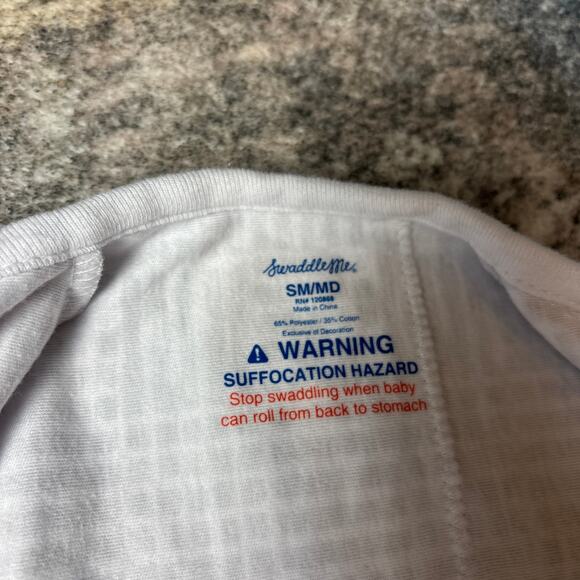 SwaddleMe®
SM/MD
RN# 120868
Made in China
65% Polyester / 35% Cotton
Exclusive of Decoration
WARNING
SUFFOCATION HAZARD
Stop swaddling when baby
can roll from back to stomach